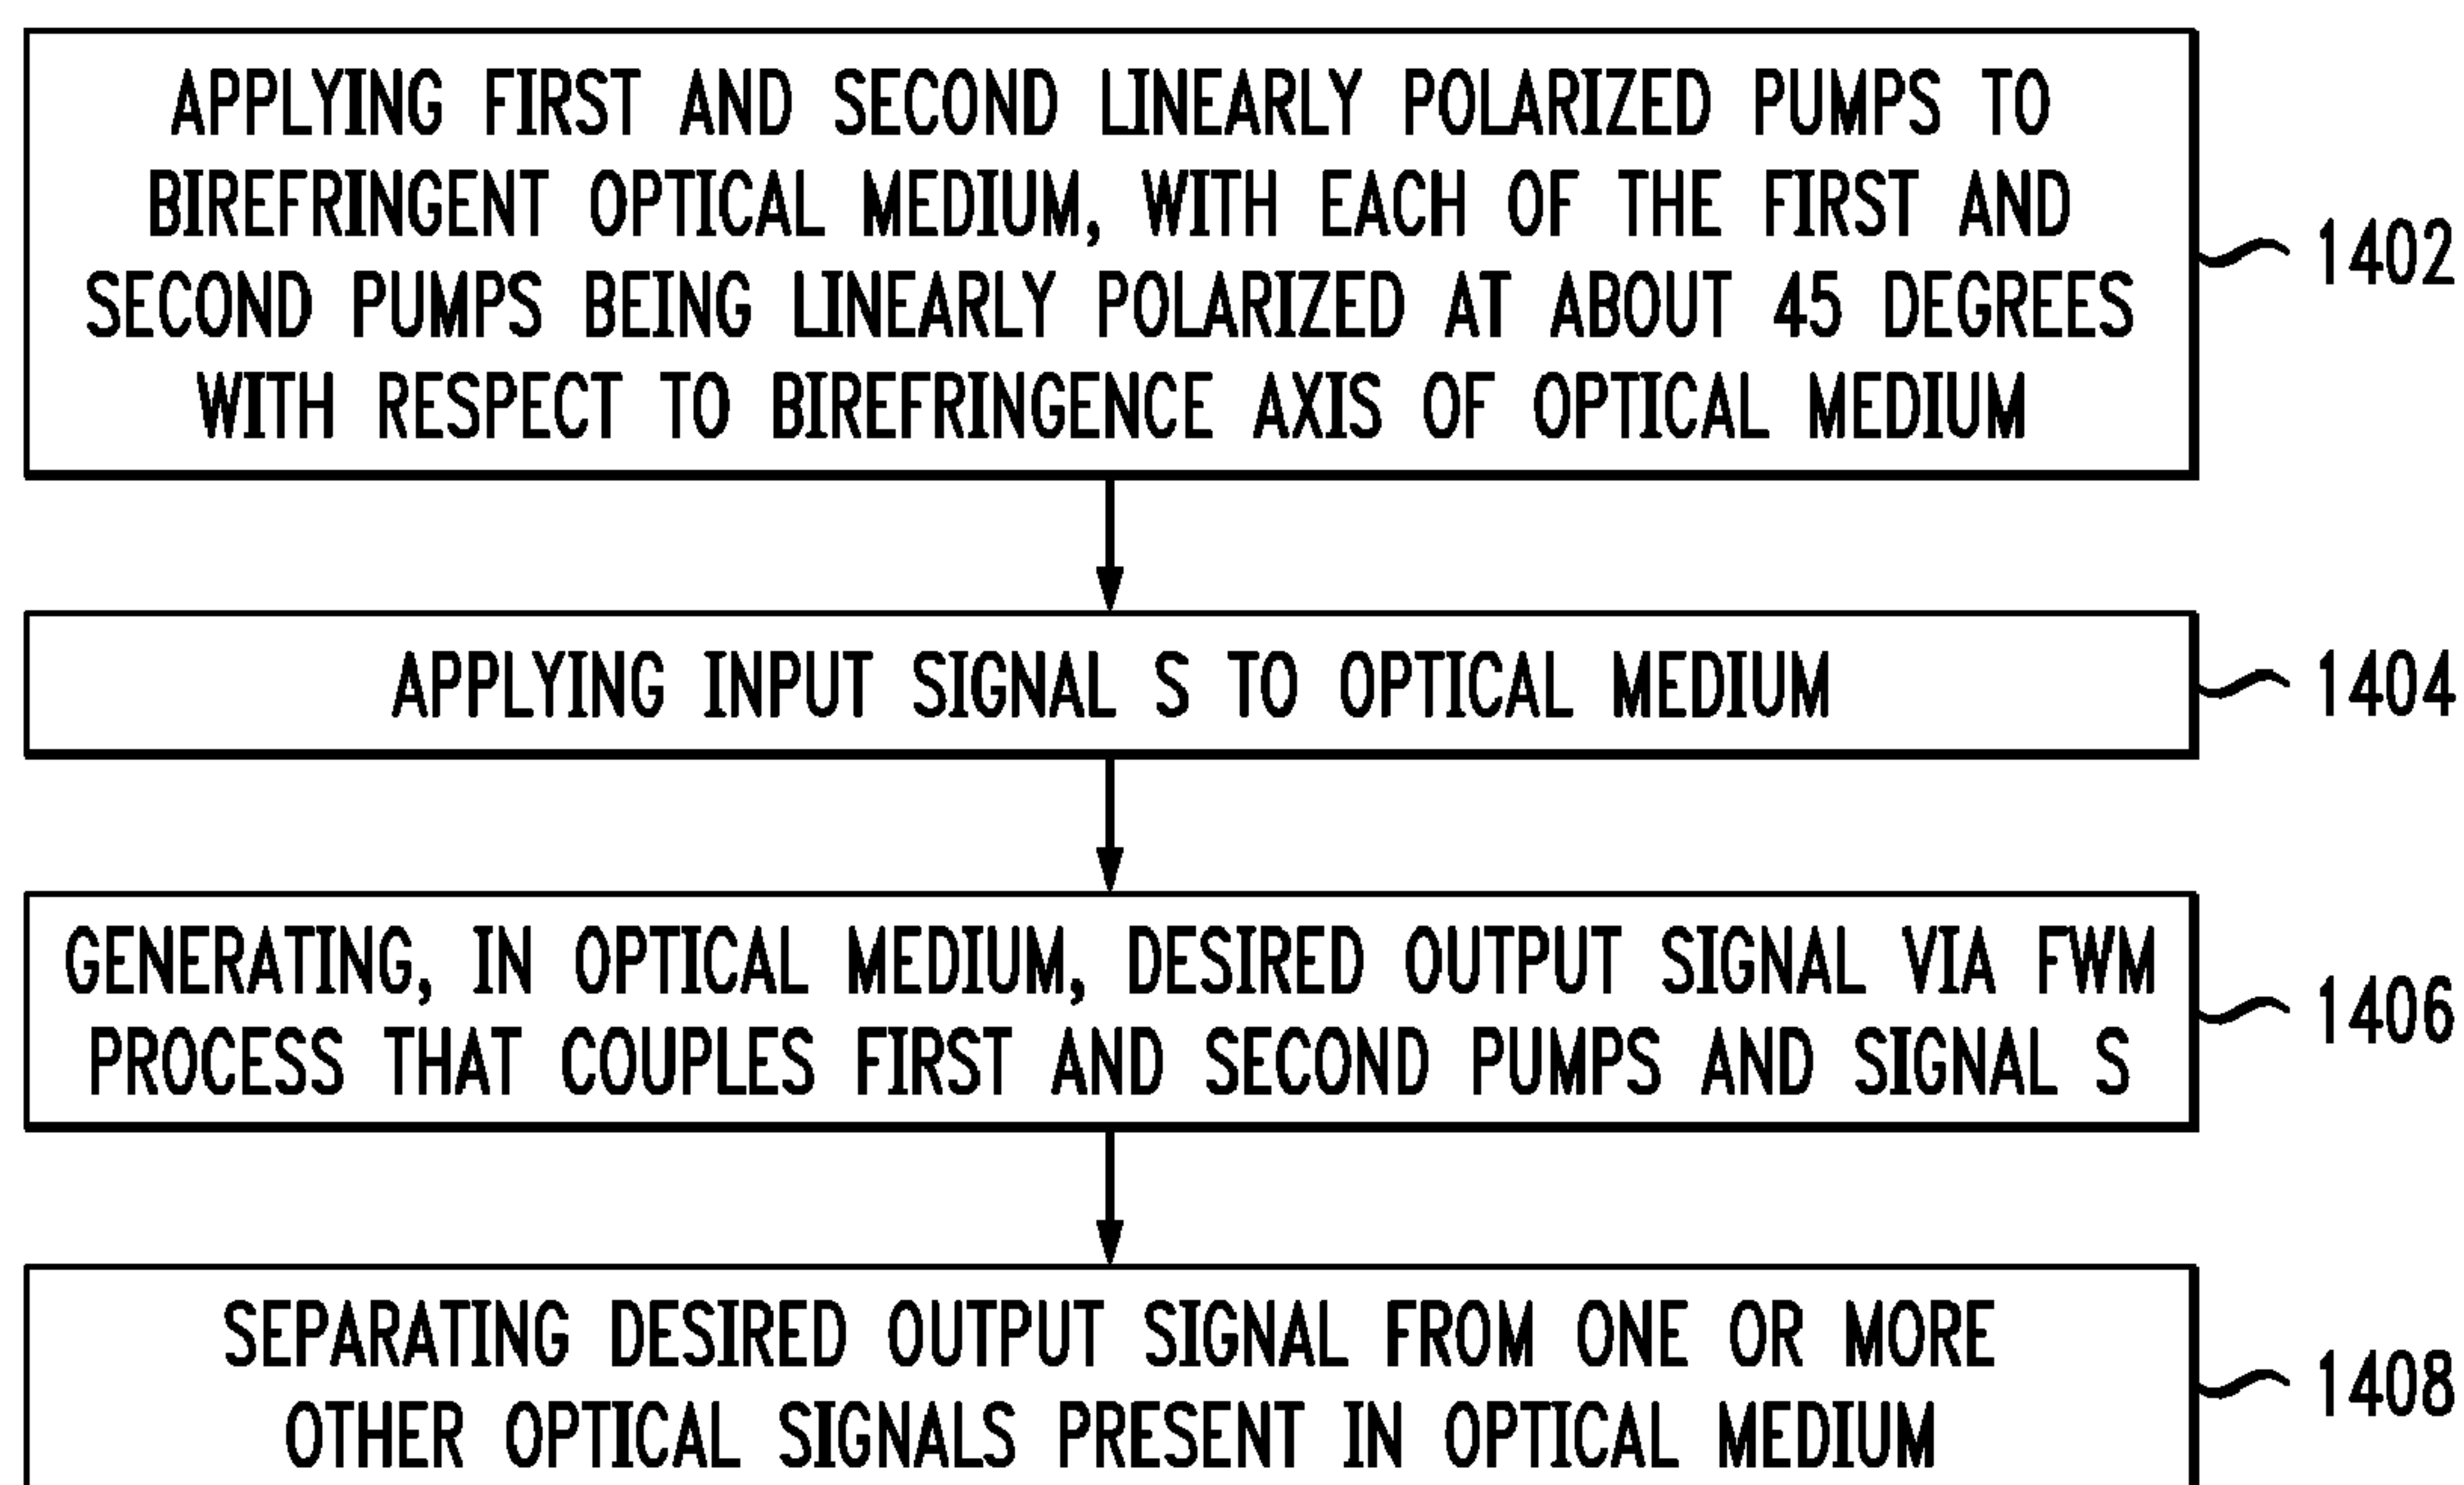 APPLYING FIRST AND SECOND LINEARLY POLARIZED PUMPS TO
BIREFRINGENT OPTICAL MEDIUM, WITH EACH OF THE FIRST AND
SECOND PUMPS BEING LINEARLY POLARIZED AT ABOUT 45 DEGREES
WITH RESPECT TO BIREFRINGENCE AXIS OF OPTICAL MEDIUM
1402
APPLYING INPUT SIGNAL S TO OPTICAL MEDIUM
1404
GENERATING, IN OPTICAL MEDIUM, DESIRED OUTPUT SIGNAL VIA FWM
PROCESS THAT COUPLES FIRST AND SECOND PUMPS AND SIGNAL S
1406
SEPARATING DESIRED OUTPUT SIGNAL FROM ONE OR MORE
OTHER OPTICAL SIGNALS PRESENT IN OPTICAL MEDIUM
1408